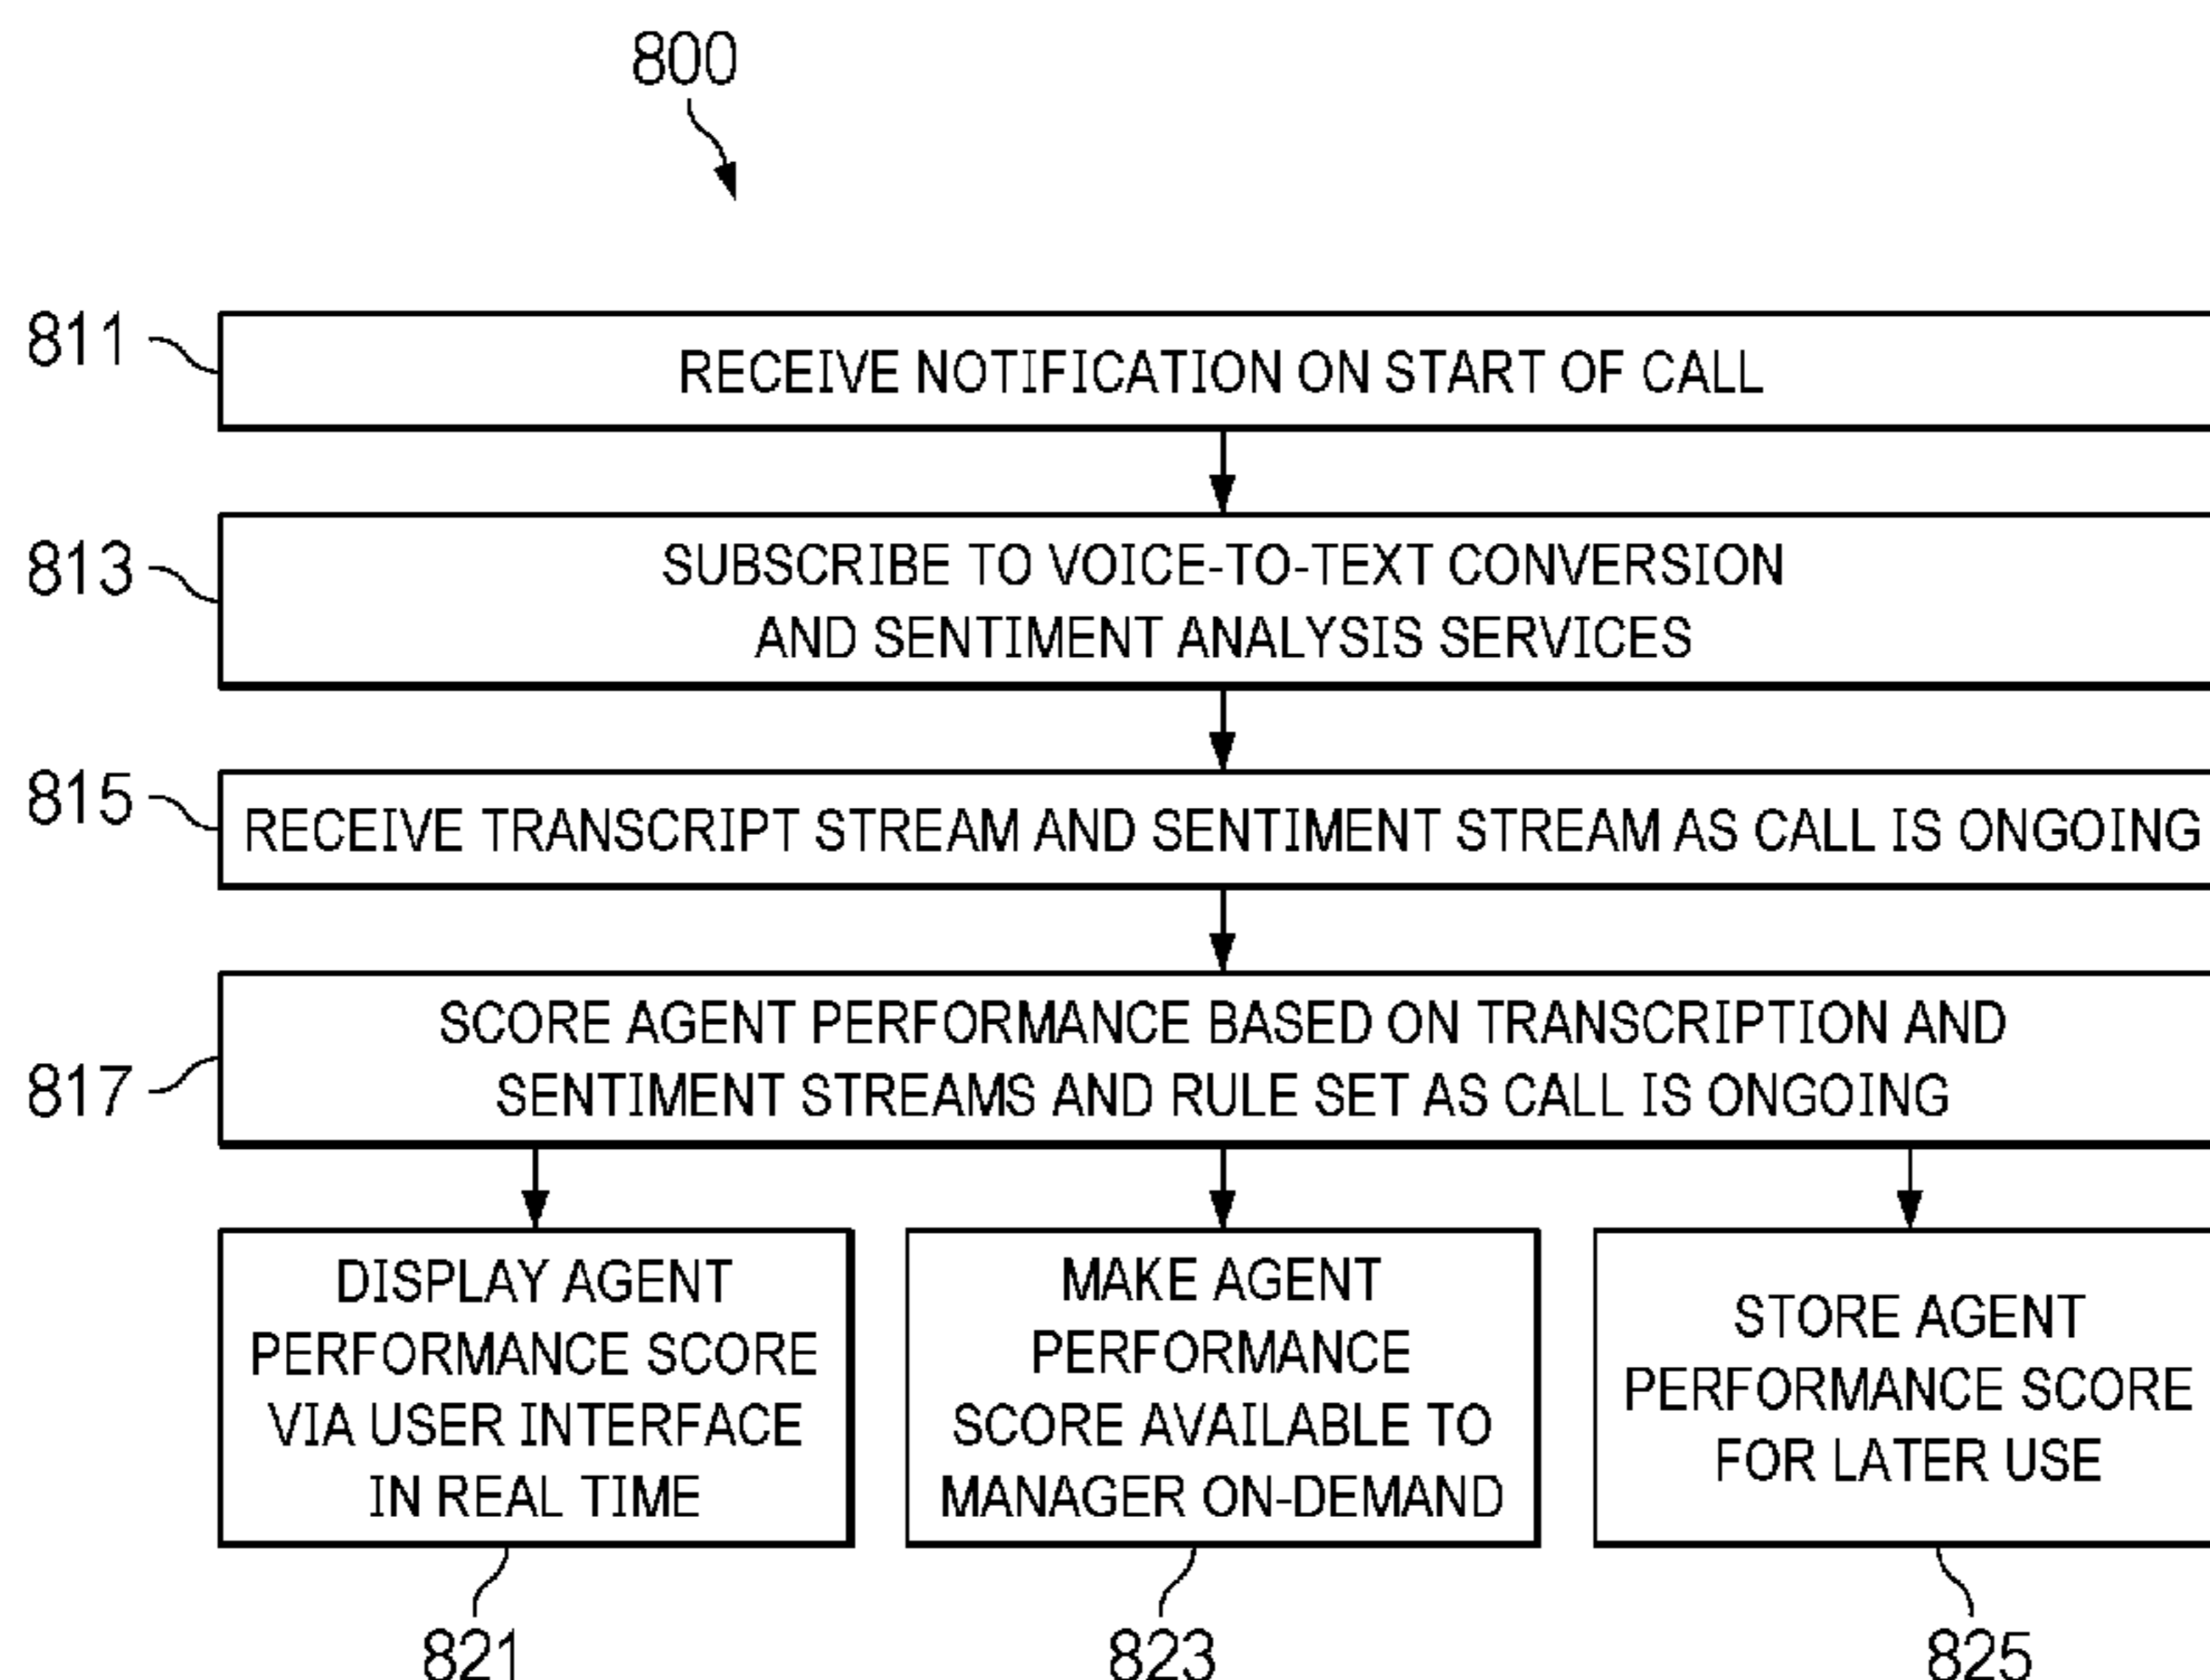 800
811
RECEIVE NOTIFICATION ON START OF CALL
813
SUBSCRIBE TO VOICE-TO-TEXT CONVERSION
AND SENTIMENT ANALYSIS SERVICES
815
RECEIVE TRANSCRIPT STREAM AND SENTIMENT STREAM AS CALL IS ONGOING
817
SCORE AGENT PERFORMANCE BASED ON TRANSCRIPTION AND
SENTIMENT STREAMS AND RULE SET AS CALL IS ONGOING
DISPLAY AGENT
PERFORMANCE SCORE
VIA USER INTERFACE
IN REAL TIME
MAKE AGENT
PERFORMANCE
SCORE AVAILABLE TO
MANAGER ON-DEMAND
STORE AGENT
PERFORMANCE SCORE
FOR LATER USE
821
823
825